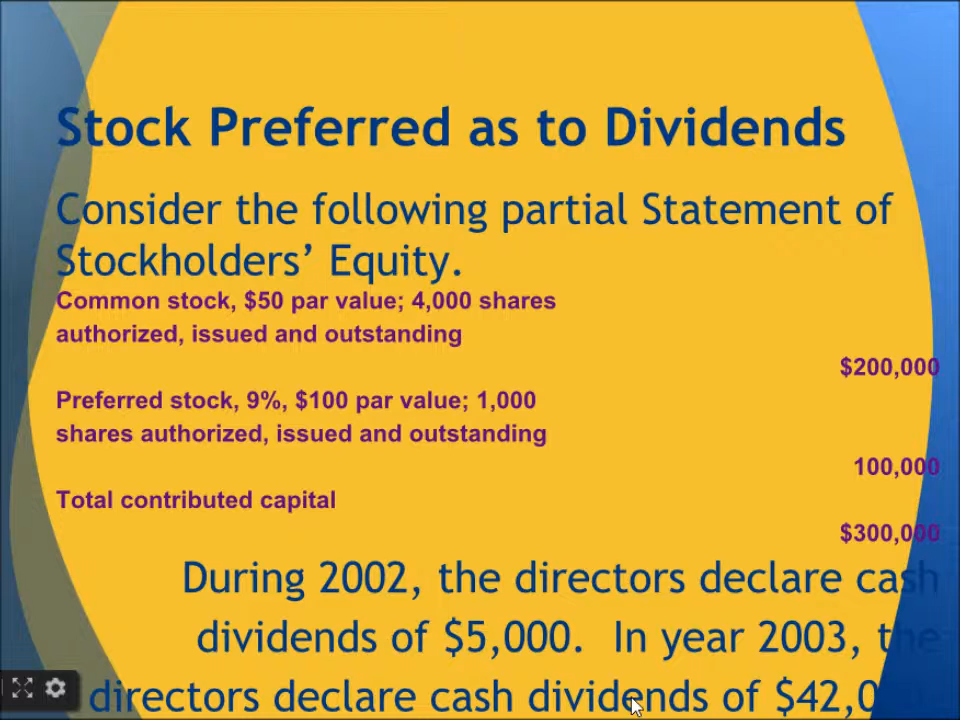 Stock Preferred as to Dividends
Consider the following partial Statement of
Stockholders’ Equity.
Common stock, $50 par value; 4,000 shares
authorized, issued and outstanding
$200,000
Preferred stock, 9%, $100 par value; 1,000
shares authorized, issued and outstanding
100,000
Total contributed capital
$300,000
During 2002, the directors declare cash
dividends of $5,000. In year 2003, the
directors declare cash dividends of